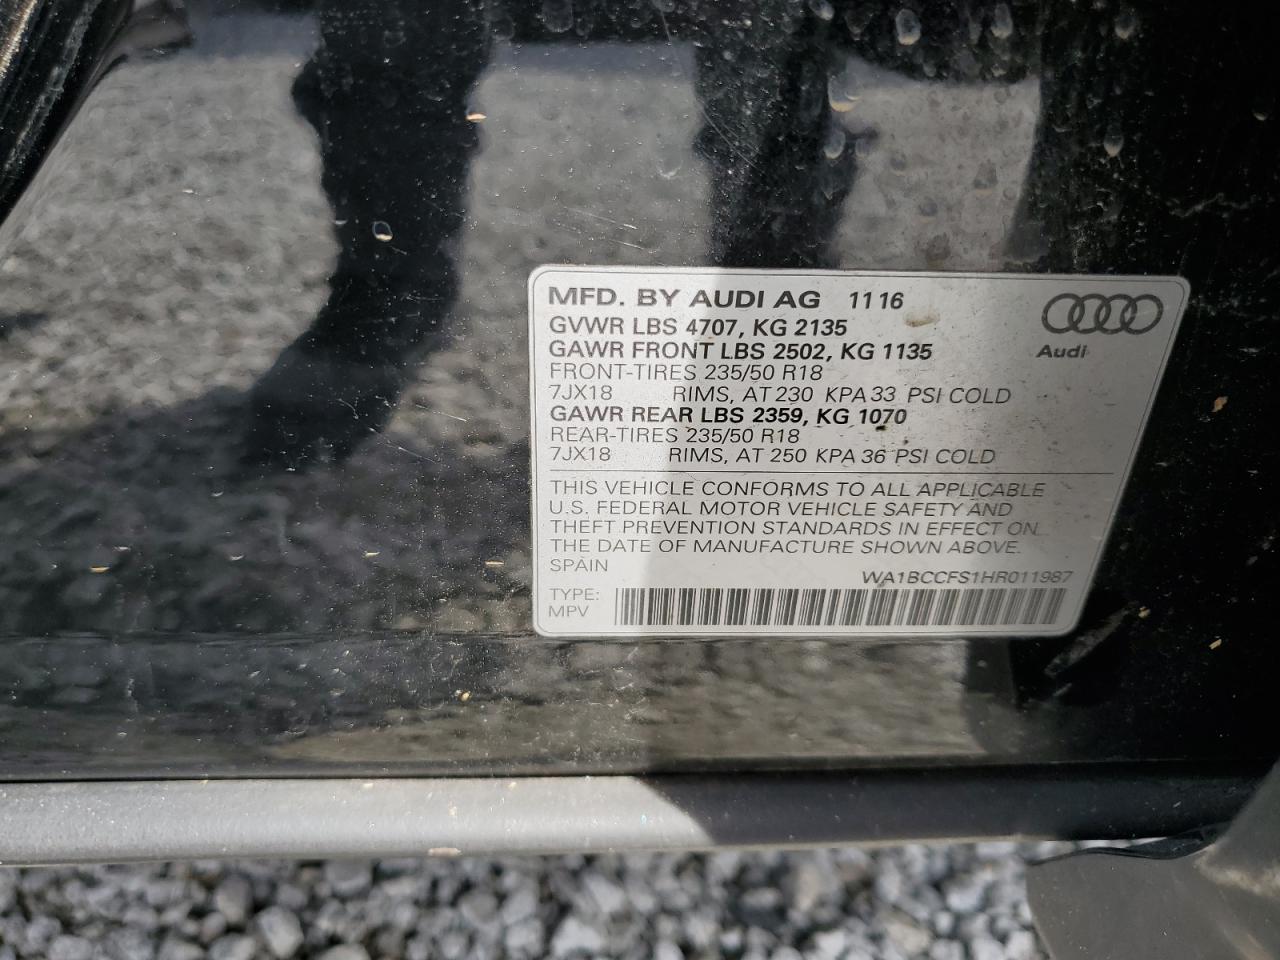 MFD. BY AUDI AG 11 16
GVWR LBS 4707, KG 2135
GAWR FRONT LBS 2502, KG 1135
Audi
FRONT-TIRES 235/50 R18
7JX18 RIMS, AT 230 KPA 33 PSI COLD
GAWR REAR LBS 2359, KG 1070
REAR-TIRES 235/50 R18
7JX18 RIMS, AT 250 KPA 36 PSI COLD
THIS VEHICLE CONFORMS TO ALL APPLICABLE
U.S. FEDERAL MOTOR VEHICLE SAFETY AND
THEFT PREVENTION STANDARDS IN EFFECT ON
THE DATE OF MANUFACTURE SHOWN ABOVE.
SPAIN
WA1BCCFS1HR011987
TYPE:
MPV